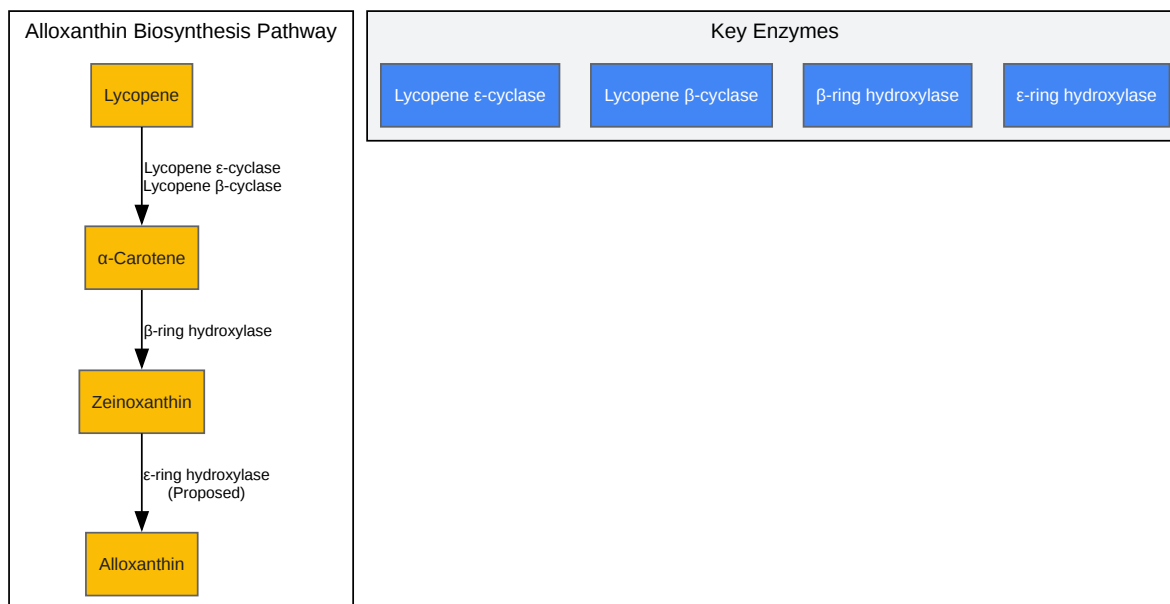 Alloxanthin Biosynthesis Pathway
Lycopene
Lycopene ε-cyclase
Lycopene β-cyclase
α-Carotene
β-ring hydroxylase
Zeinoxanthin
ε-ring hydroxylase
(Proposed)
Alloxanthin
Key Enzymes
Lycopene ε-cyclase
Lycopene β-cyclase
β-ring hydroxylase
ε-ring hydroxylase